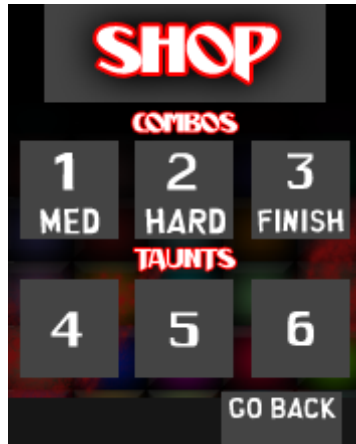 SHOP
COMBOS
1 2 3
MED HARD FINISH
TAUNTS
4 5 6
GO BACK